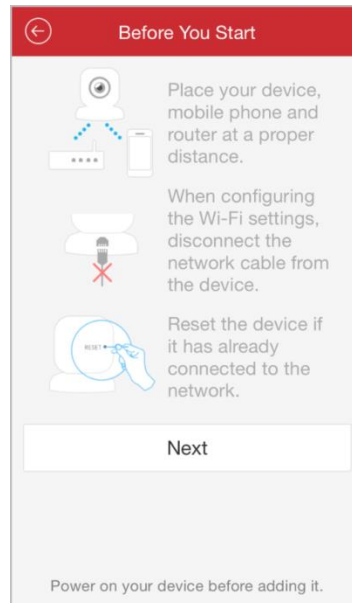 Before You Start
Place your device,
mobile phone and
router at a proper
distance.
When configuring
the Wi-Fi settings,
disconnect the
network cable from
the device.
RESET
Reset the device if
it has already
connected to the
network.
Next
Power on your device before adding it.